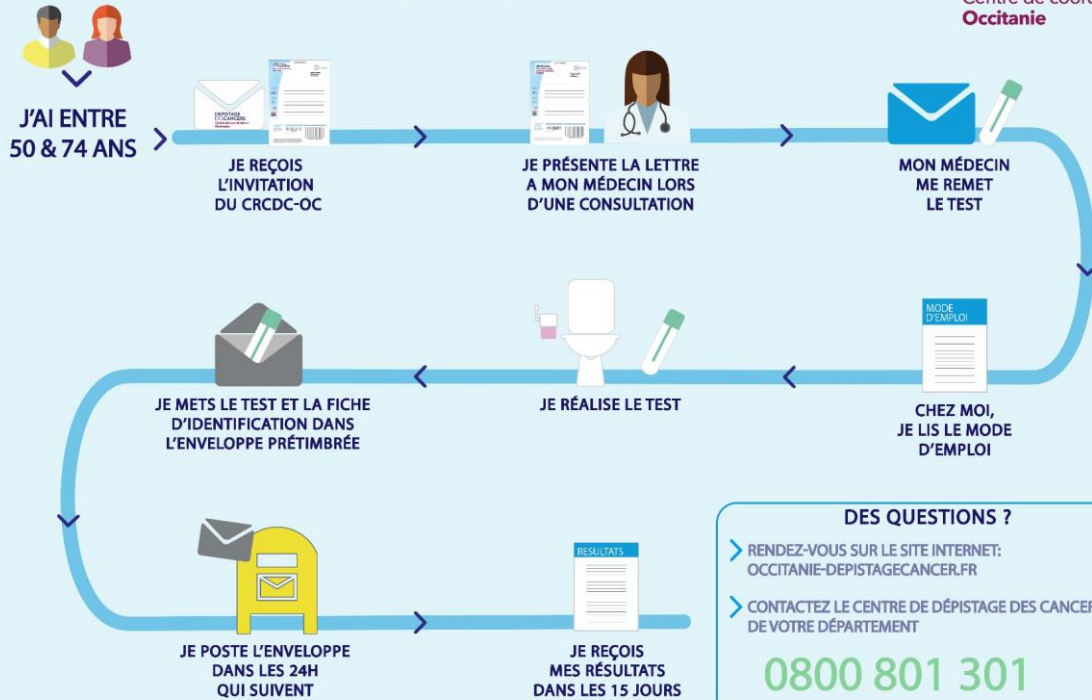 Occitanie
J'AI ENTRE
50 & 74 ANS
DEPISTAGE
DES CANCERS
JE REÇOIS
L'INVITATION
DU CRCDC-OC
JE PRÉSENTE LA LETTRE
A MON MÉDECIN LORS
D'UNE CONSULTATION
MON MÉDECIN
ME REMET
LE TEST
MODE
D'EMPLOI
CHEZ MOI,
JE LIS LE MODE
D'EMPLOI
JE RÉALISE LE TEST
JE METS LE TEST ET LA FICHE
D'IDENTIFICATION DANS
L'ENVELOPPE PRÉTIMBRÉE
JE POSTE L'ENVELOPPE
DANS LES 24H
QUI SUIVENT
RESULTATS
JE REÇOIS
MES RÉSULTATS
DANS LES 15 JOURS
DES QUESTIONS ?
RENDEZ-VOUS SUR LE SITE INTERNET:
OCCITANIE-DEPISTAGECANCER.FR
CONTACTEZ LE CENTRE DE DÉPISTAGE DES CANCER
DE VOTRE DÉPARTEMENT
0800 801 301